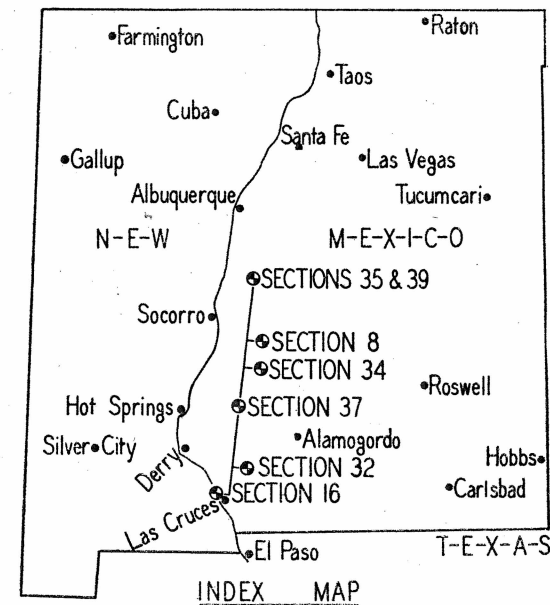 Raton
Farmington
Taos
Cuba
Santa Fe
Gallup
Las Vegas
Albuquerque
Tucumcari
N-E-W
M-E-X-I-C-O
SECTIONS 35 & 39
Socorro
SECTION 8
SECTION 34
Roswell
Hot Springs
SECTION 37
Silver City
Derry
Alamogordo
Hobbs
SECTION 32
SECTION 16
Carlsbad
Las Cruces
El Paso
T-E-X-A-S
INDEX MAP